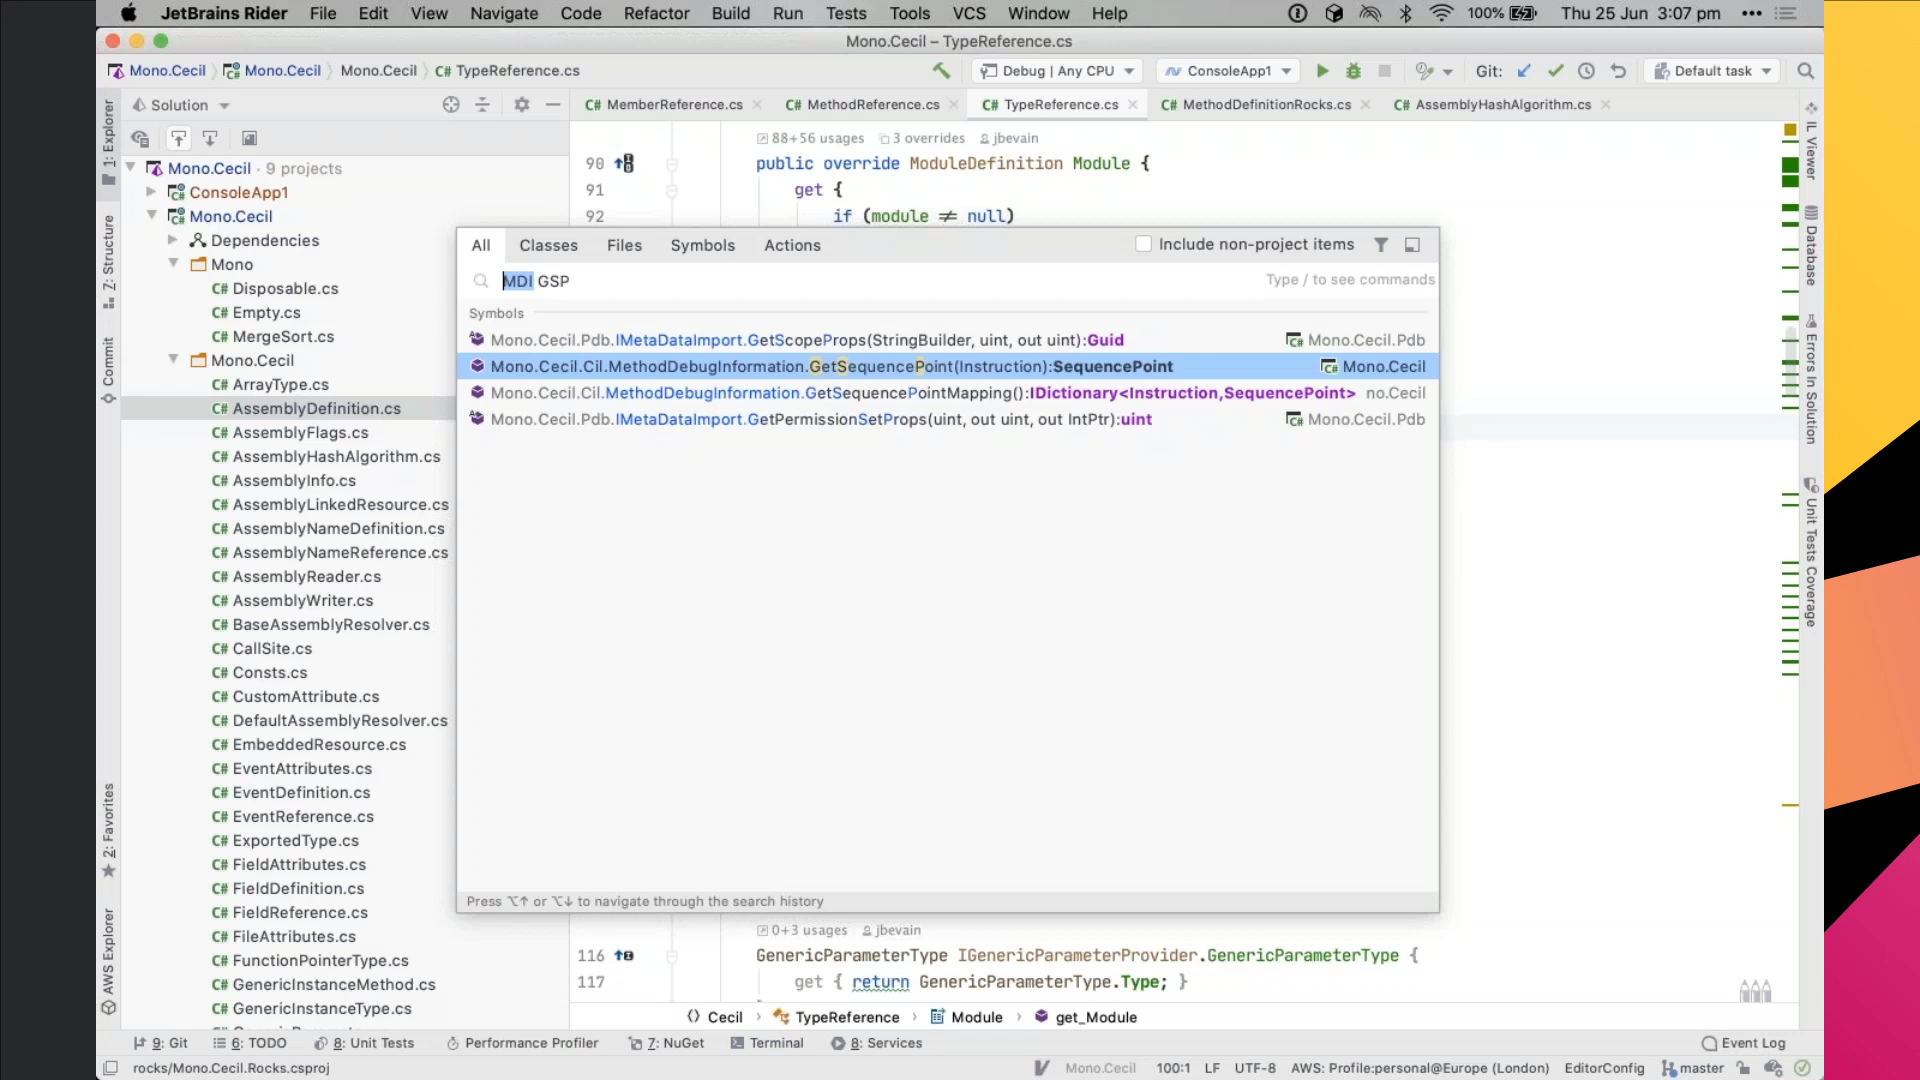 JetBrains Rider File Edit View Navigate Code Refactor Build Run Tests Tools VCS Window Help 100% Thu 25 Jun 3:07 pm
Mono.Cecil – TypeReference.cs
Mono.Cecil Mono.Cecil Mono.Cecil C# TypeReference.cs Debug | Any CPU ConsoleApp1 Git: Default task
Solution
C# MemberReference.cs C# MethodReference.cs C# TypeReference.cs C# MethodDefinitionRocks.cs C# AssemblyHashAlgorithm.cs
1: Explorer
Z: Structure
Commit
2: Favorites
AWS Explorer
Mono.Cecil · 9 projects
ConsoleApp1
Mono.Cecil
Dependencies
Mono
C# Disposable.cs
C# Empty.cs
C# MergeSort.cs
Mono.Cecil
C# ArrayType.cs
C# AssemblyDefinition.cs
C# AssemblyFlags.cs
C# AssemblyHashAlgorithm.cs
C# AssemblyInfo.cs
C# AssemblyLinkedResource.cs
C# AssemblyNameDefinition.cs
C# AssemblyNameReference.cs
C# AssemblyReader.cs
C# AssemblyWriter.cs
C# BaseAssemblyResolver.cs
C# CallSite.cs
C# Consts.cs
C# CustomAttribute.cs
C# DefaultAssemblyResolver.cs
C# EmbeddedResource.cs
C# EventAttributes.cs
C# EventDefinition.cs
C# EventReference.cs
C# ExportedType.cs
C# FieldAttributes.cs
C# FieldDefinition.cs
C# FieldReference.cs
C# FileAttributes.cs
C# FunctionPointerType.cs
C# GenericInstanceMethod.cs
C# GenericInstanceType.cs
88+56 usages 3 overrides jbevain
90 public override ModuleDefinition Module {
91 get {
92 if (module ≠ null)
All Classes Files Symbols Actions Include non-project items
MDI GSP Type / to see commands
Symbols
Mono.Cecil.Pdb.IMetaDataImport.GetScopeProps(StringBuilder, uint, out uint):Guid Mono.Cecil.Pdb
Mono.Cecil.Cil.MethodDebugInformation.GetSequencePoint(Instruction):SequencePoint Mono.Cecil
Mono.Cecil.Cil.MethodDebugInformation.GetSequencePointMapping():IDictionary<Instruction,SequencePoint> no.Cecil
Mono.Cecil.Pdb.IMetaDataImport.GetPermissionSetProps(uint, out uint, out IntPtr):uint Mono.Cecil.Pdb
Press ⌥↑ or ⌥↓ to navigate through the search history
0+3 usages jbevain
116 GenericParameterType IGenericParameterProvider.GenericParameterType {
117 get { return GenericParameterType.Type; }
Cecil TypeReference Module get_Module
IL Viewer
Database
Errors In Solution
Unit Tests Coverage
9: Git 6: TODO 8: Unit Tests Performance Profiler 7: NuGet Terminal 8: Services Event Log
rocks/Mono.Cecil.Rocks.csproj Mono.Cecil 100:1 LF UTF-8 AWS: Profile:personal@Europe (London) EditorConfig master